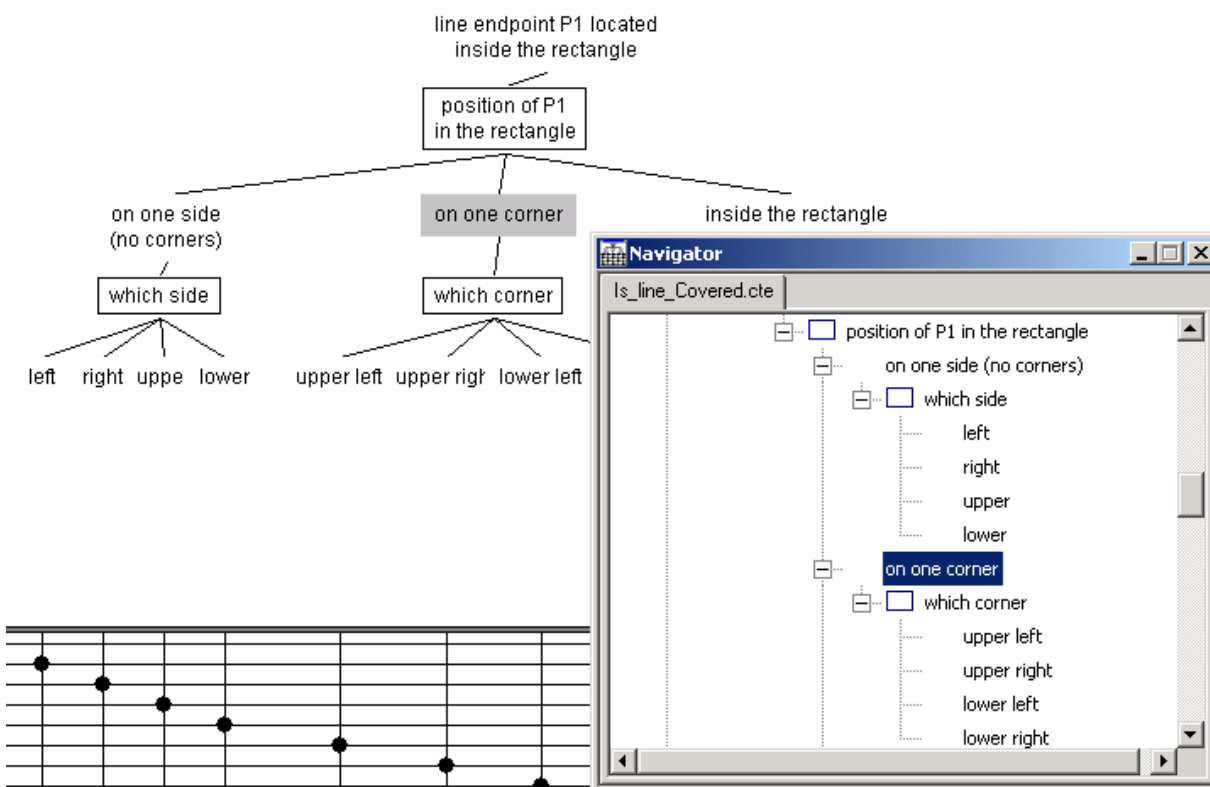 line endpoint P1 located
inside the rectangle
position of P1
in the rectangle
on one side
(no corners)
on one corner
inside the rectangle
which side
which corner
left
right
uppe
lower
upper left
upper righ
lower left
Navigator
Is_line_Covered.cte
position of P1 in the rectangle
on one side (no corners)
which side
left
right
upper
lower
on one corner
which corner
upper left
upper right
lower left
lower right